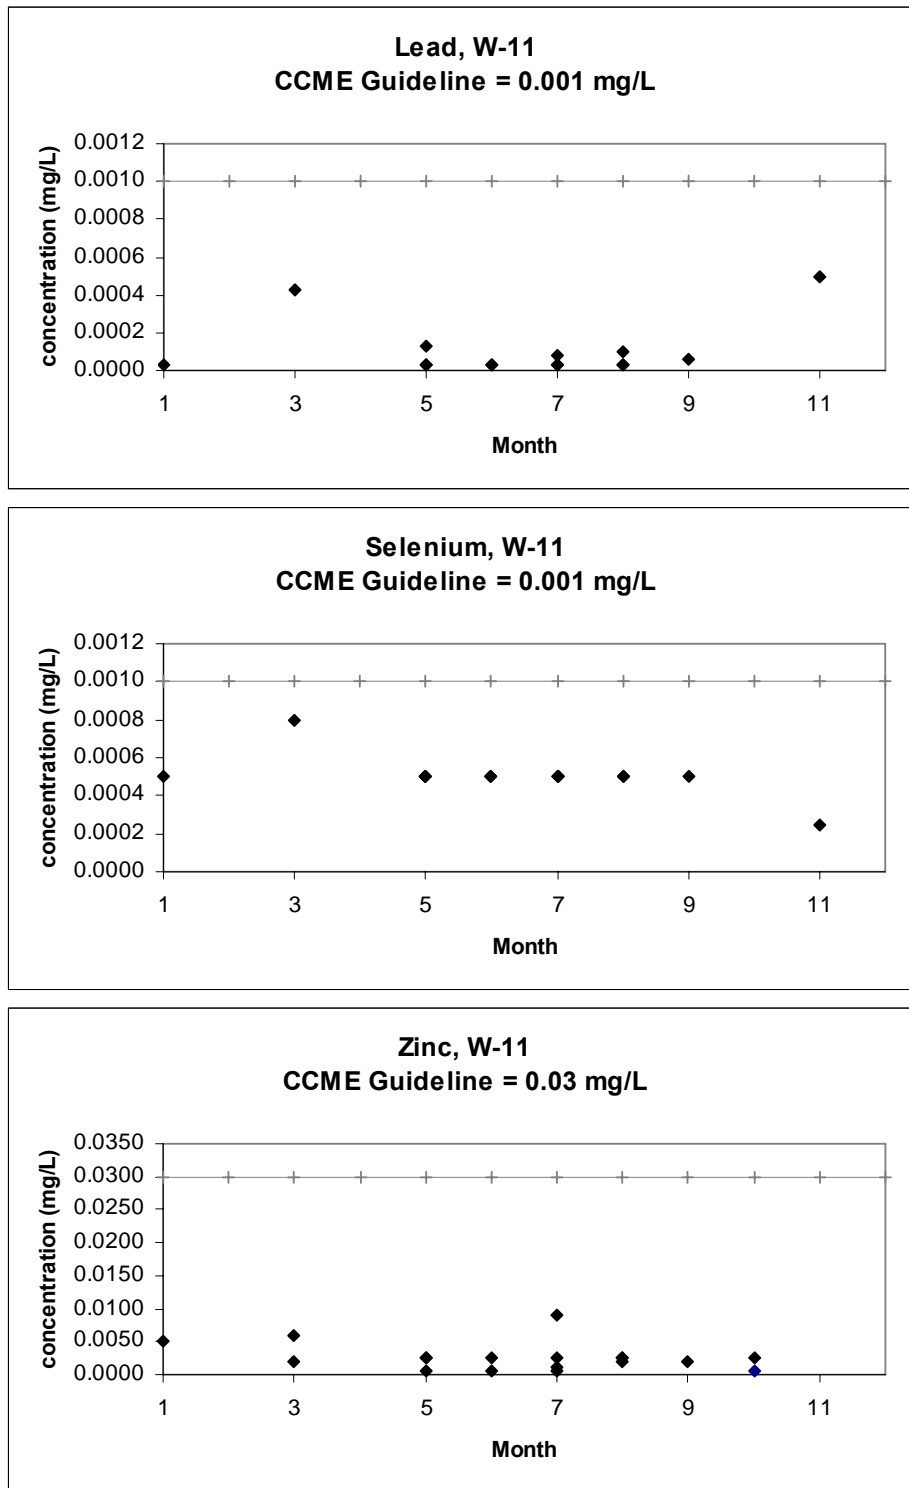 Lead, W-11
CCME Guideline = 0.001 mg/L
concentration (mg/L)
0.0012
0.0010
0.0008
0.0006
0.0004
0.0002
0.0000
1 3 5 7 9 11
Month
Selenium, W-11
CCME Guideline = 0.001 mg/L
concentration (mg/L)
0.0012
0.0010
0.0008
0.0006
0.0004
0.0002
0.0000
1 3 5 7 9 11
Month
Zinc, W-11
CCME Guideline = 0.03 mg/L
concentration (mg/L)
0.0350
0.0300
0.0250
0.0200
0.0150
0.0100
0.0050
0.0000
1 3 5 7 9 11
Month